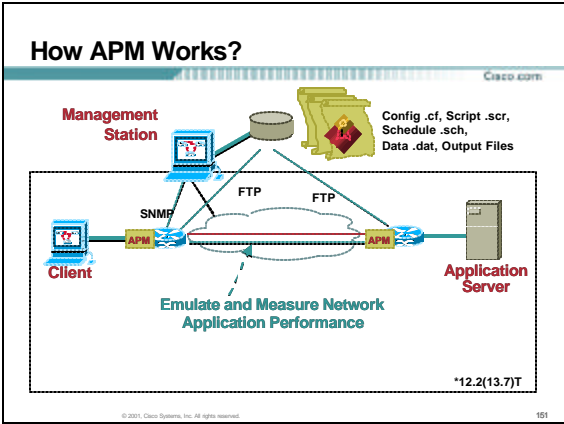 How APM Works?
Cisco.com
Management
Station
Config .cf, Script .scr,
Schedule .sch,
Data .dat, Output Files
FTP
FTP
SNMP
APM
APM
Client
Application
Server
Emulate and Measure Network
Application Performance
*12.2(13.7)T
© 2001, Cisco Systems, Inc. All rights reserved.
151